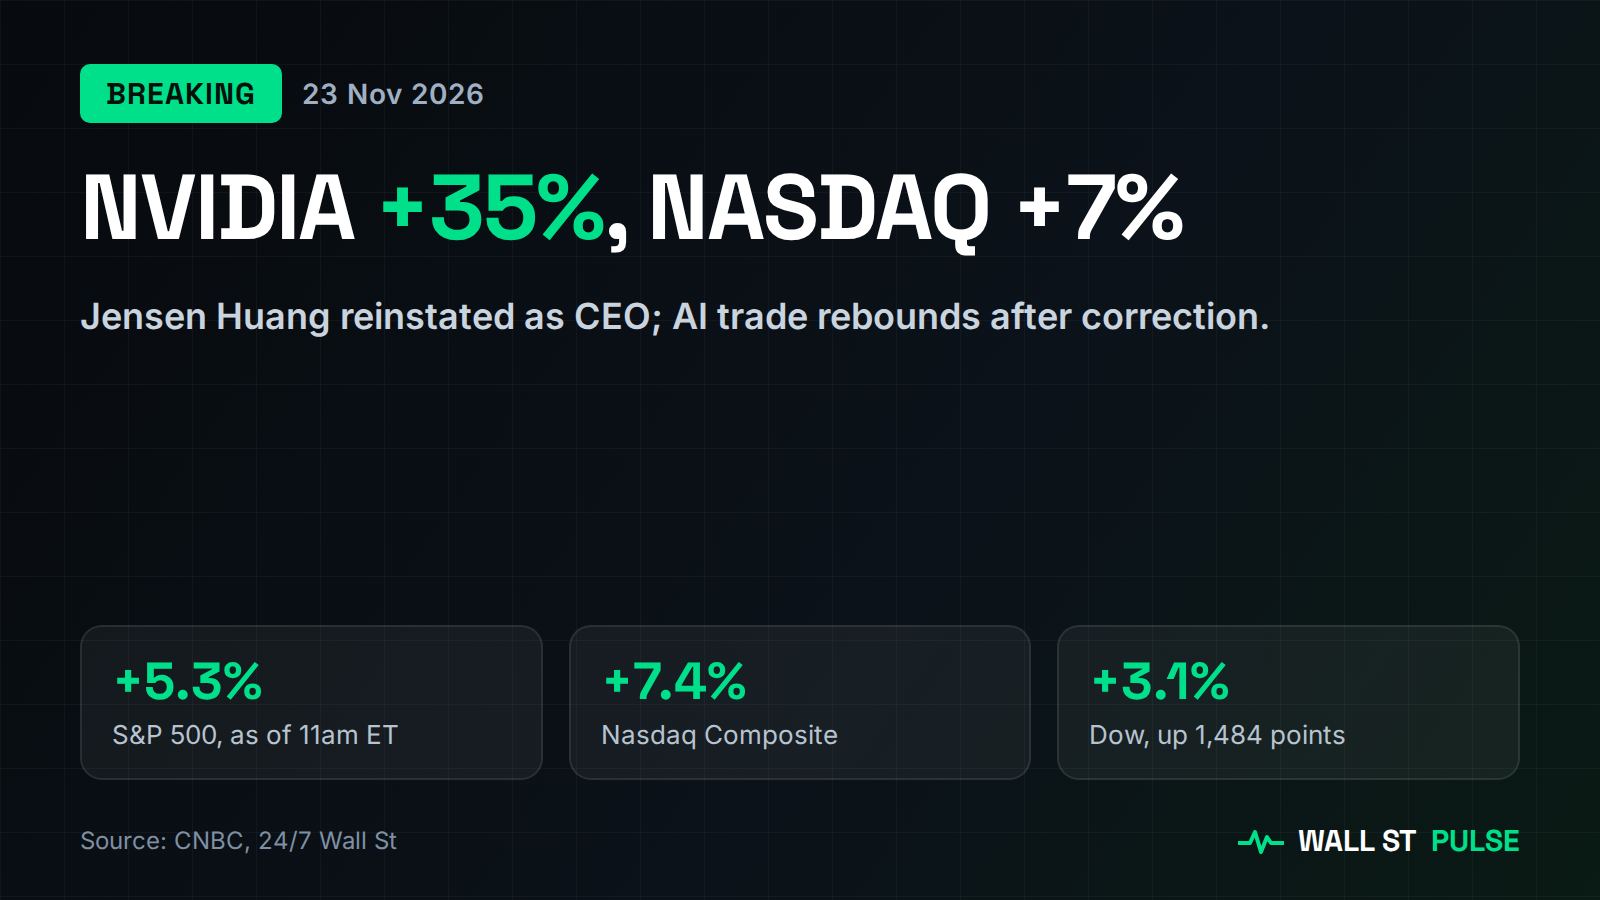 BREAKING 23 Nov 2026
NVIDIA +35%, NASDAQ +7%
Jensen Huang reinstated as CEO; AI trade rebounds after correction.
+5.3%
S&P 500, as of 11am ET
+7.4%
Nasdaq Composite
+3.1%
Dow, up 1,484 points
Source: CNBC, 24/7 Wall St
WALL ST PULSE